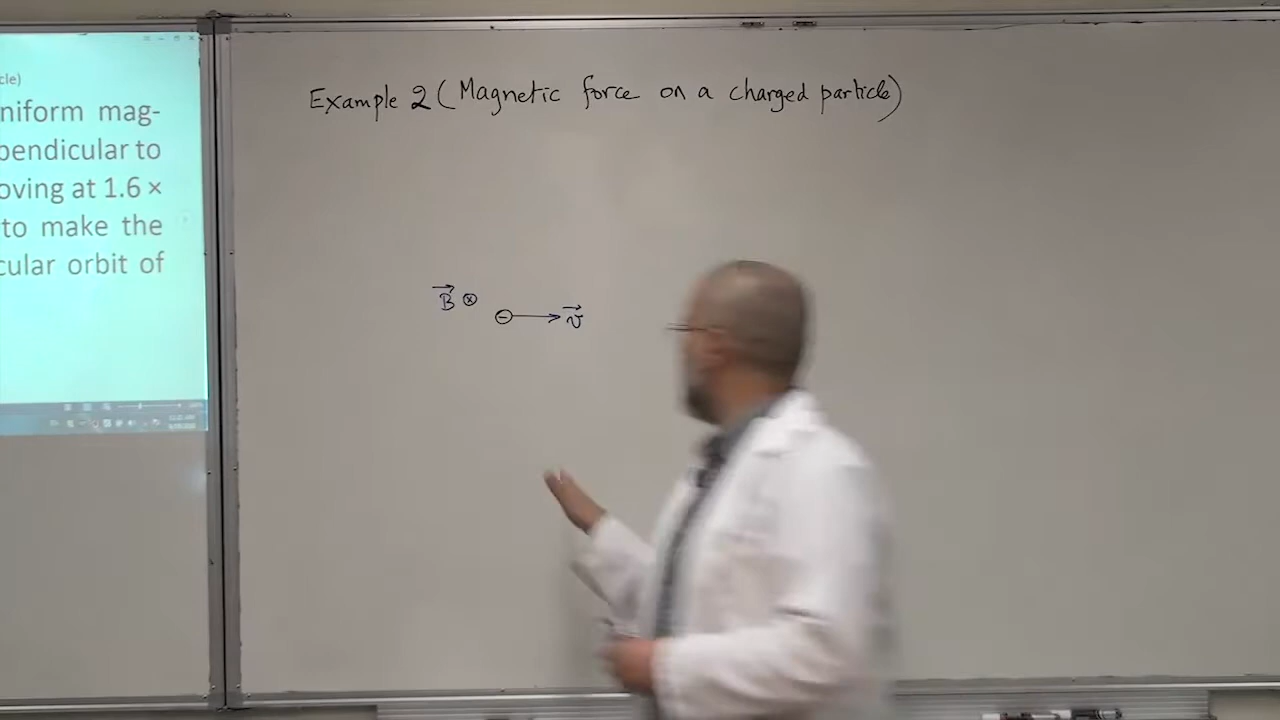 cle)
niform mag-
pendicular to
oving at 1.6 ×
to make the
cular orbit of
Example 2 (Magnetic force on a charged particle)
B ⊗
⊖ → v